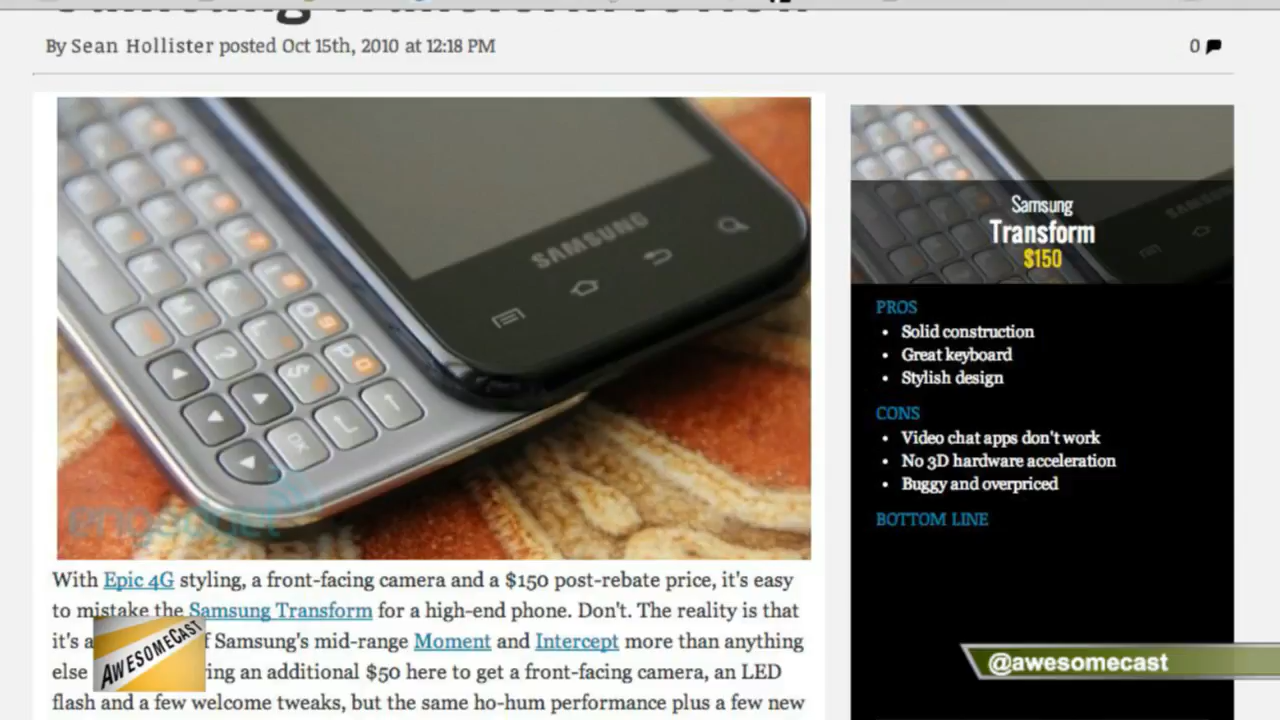 Samsung Transform review
By Sean Hollister posted Oct 15th, 2010 at 12:18 PM
0
SAMSUNG
engadget
Samsung
Transform
$150
PROS
• Solid construction
• Great keyboard
• Stylish design
CONS
• Video chat apps don't work
• No 3D hardware acceleration
• Buggy and overpriced
BOTTOM LINE
With Epic 4G styling, a front-facing camera and a $150 post-rebate price, it's easy
to mistake the Samsung Transform for a high-end phone. Don't. The reality is that
it's Samsung's mid-range Moment and Intercept more than anything
else an additional $50 here to get a front-facing camera, an LED
flash and a few welcome tweaks, but the same ho-hum performance plus a few new
AWESOMECAST
@awesomecast